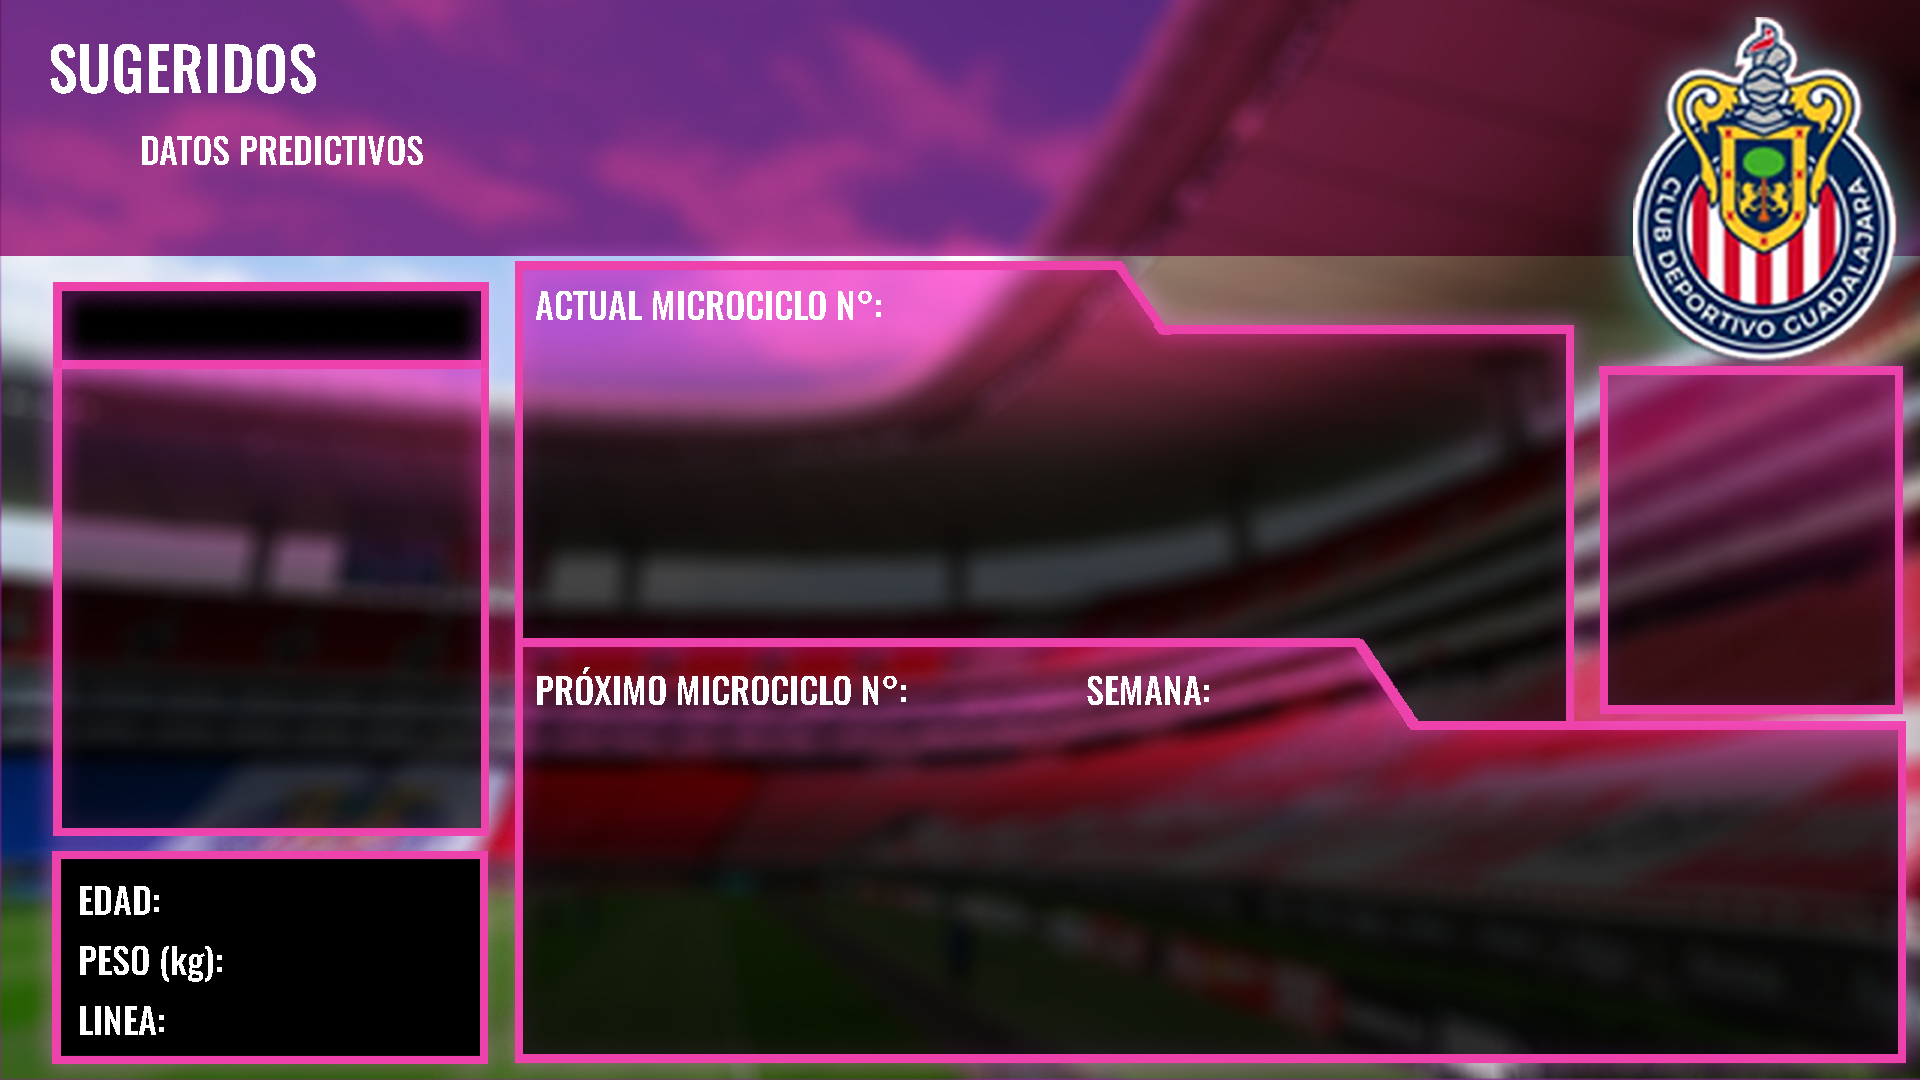 SUGERIDOS
DATOS PREDICTIVOS
CLUB DEPORTIVO GUADALAJARA
ACTUAL MICROCICLO N°:
PRÓXIMO MICROCICLO N°: SEMANA:
EDAD:
PESO (kg):
LINEA: